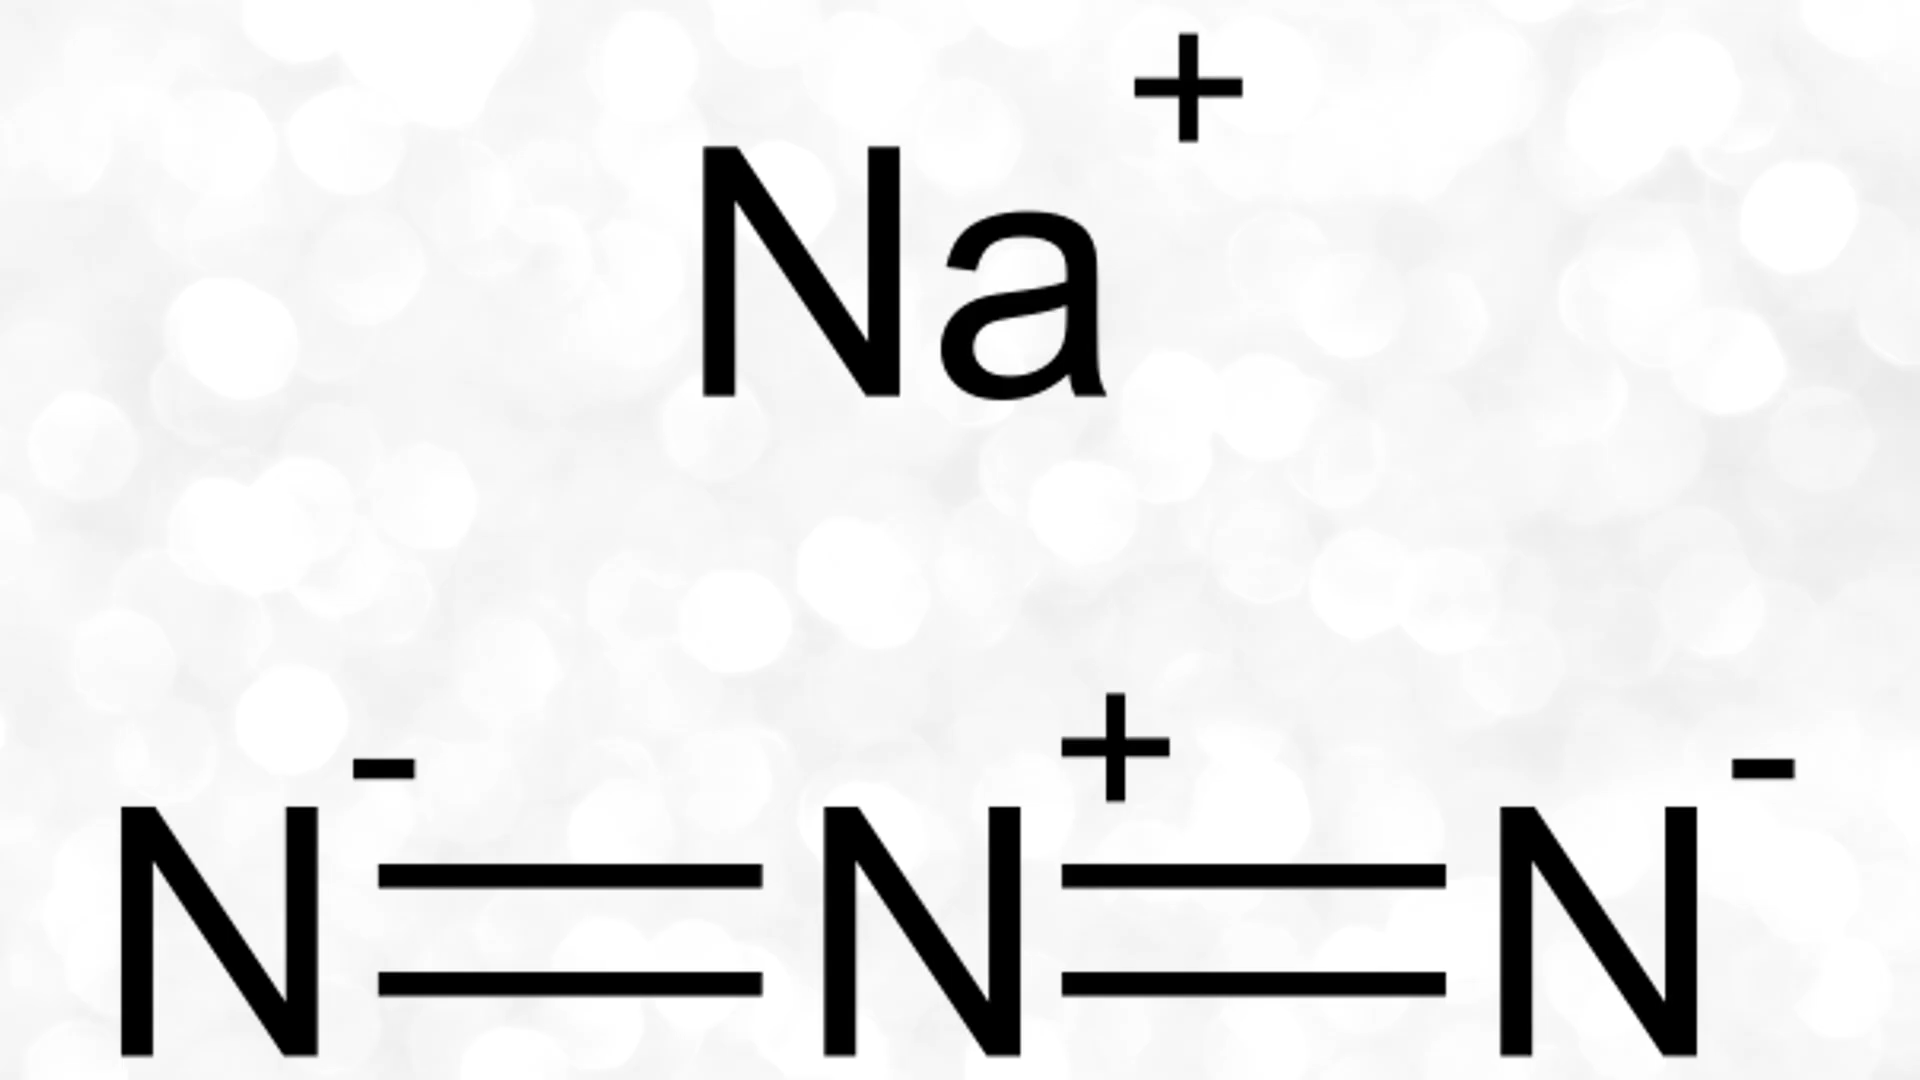 Na+
N- = N+ = N-